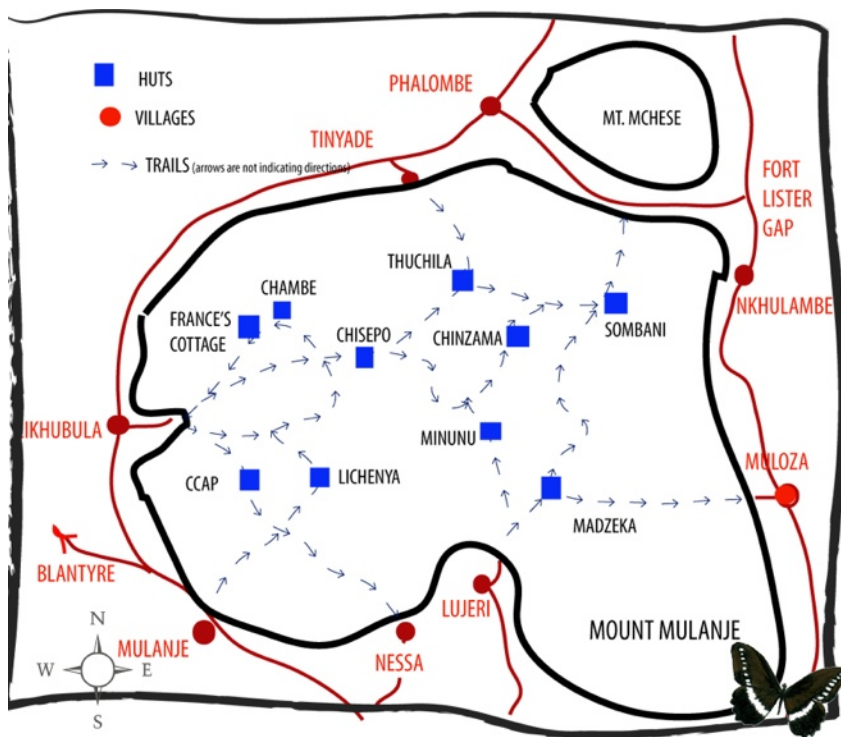 HUTS
VILLAGES
TRAILS (arrows are not indicating directions)
PHALOMBE
TINYADE
MT. MCHESE
FORT
LISTER
GAP
THUCHILA
CHAMBE
FRANCE'S
COTTAGE
CHISEPO
CHINZAMA
SOMBANI
NKHULAMBE
IKHUBULA
MINUNU
CCAP
LICHENYA
MULOZA
MADZEKA
BLANTYRE
LUJERI
MULANJE
NESSA
MOUNT MULANJE
N
W
E
S